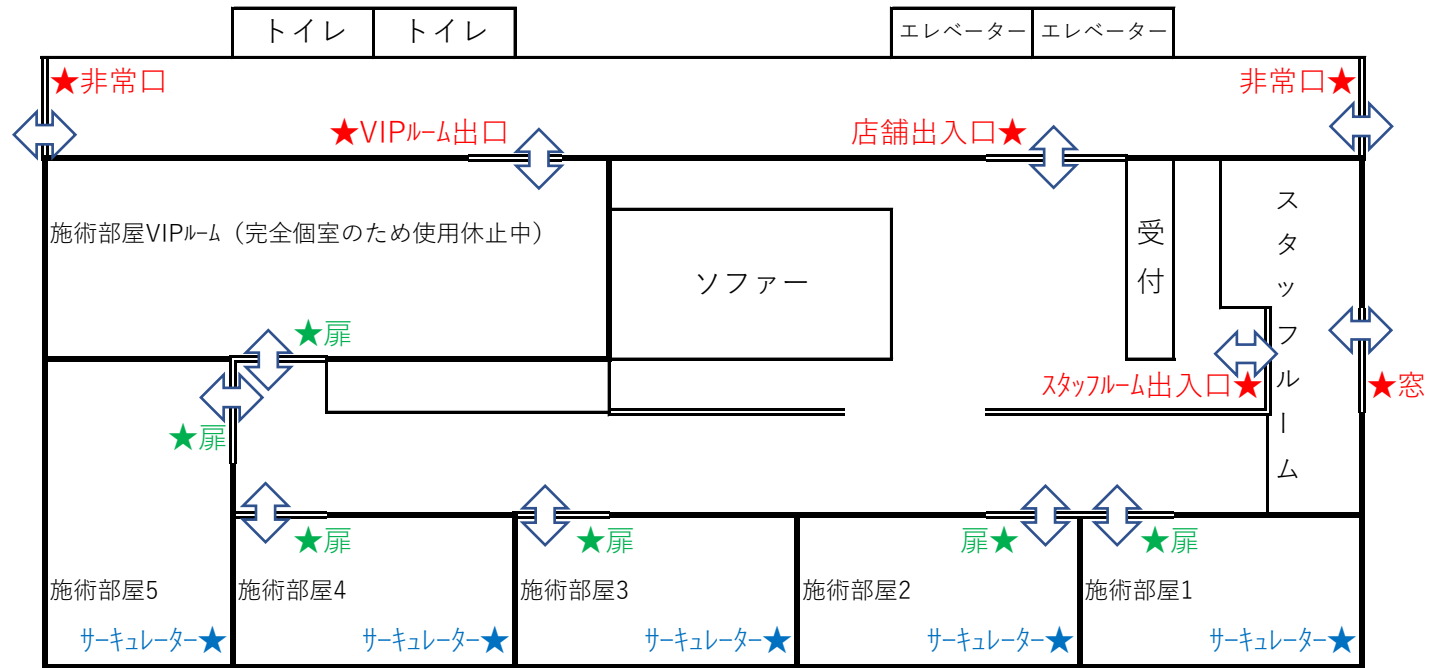 トイレ
トイレ
エレベーター
エレベーター
★非常口
非常口★
★VIPﾙｰﾑ出口
店舗出入口★
施術部屋VIPﾙｰﾑ（完全個室のため使用休止中）
ソファー
受付
スタッフルーム
★扉
ｽﾀｯﾌﾙｰﾑ出入口★
★窓
★扉
★扉
★扉
扉★
★扉
施術部屋5
施術部屋4
施術部屋3
施術部屋2
施術部屋1
ｻｰｷｭﾚｰﾀｰ★
ｻｰｷｭﾚｰﾀｰ★
ｻｰｷｭﾚｰﾀｰ★
ｻｰｷｭﾚｰﾀｰ★
ｻｰｷｭﾚｰﾀｰ★